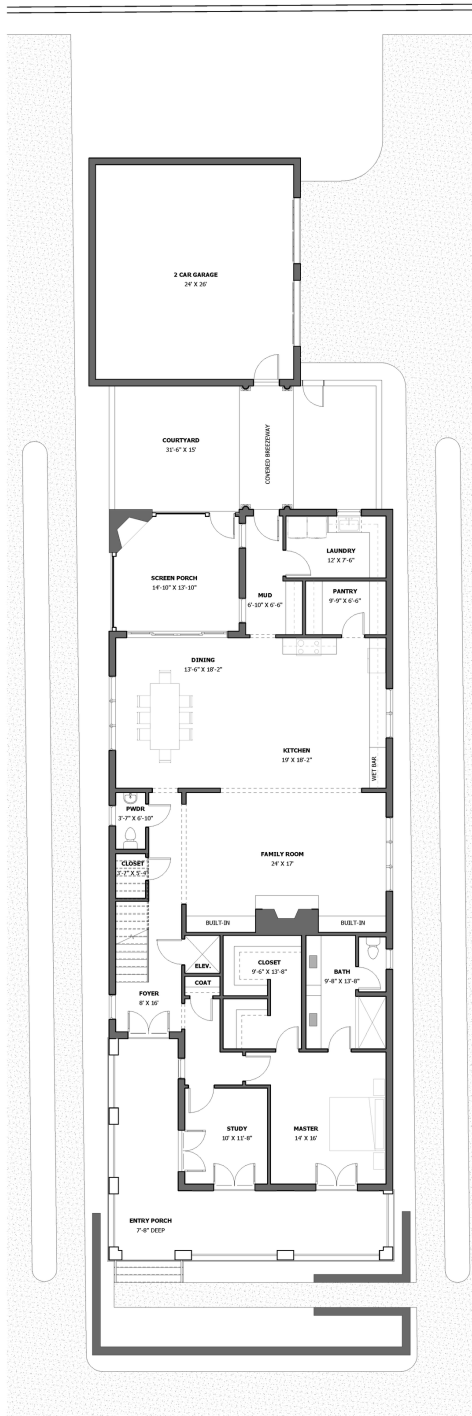 2 CAR GARAGE
24' X 26'
COURTYARD
31'-6" X 15'
COVERED BREEZEWAY
LAUNDRY
12' X 7'-6"
SCREEN PORCH
14'-10" X 13'-10"
MUD
6'-10" X 6'-6"
PANTRY
9'-9" X 6'-6"
DINING
13'-6" X 18'-2"
KITCHEN
19' X 18'-2"
WET BAR
PWDR
3'-7" X 6'-10"
FAMILY ROOM
24' X 17'
CLOSET
3'-7" X 5'-4"
BUILT-IN
BUILT-IN
ELEV.
CLOSET
9'-6" X 13'-8"
BATH
9'-8" X 13'-8"
COAT
FOYER
8' X 16'
STUDY
10' X 11'-8"
MASTER
14' X 16'
ENTRY PORCH
7'-8" DEEP